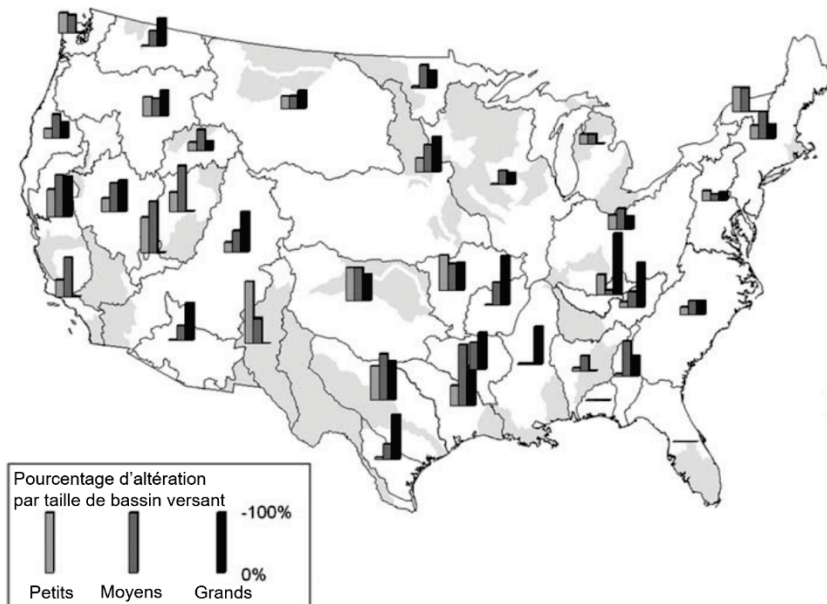 Pourcentage d’altération
par taille de bassin versant
-100%
0%
Petits Moyens Grands